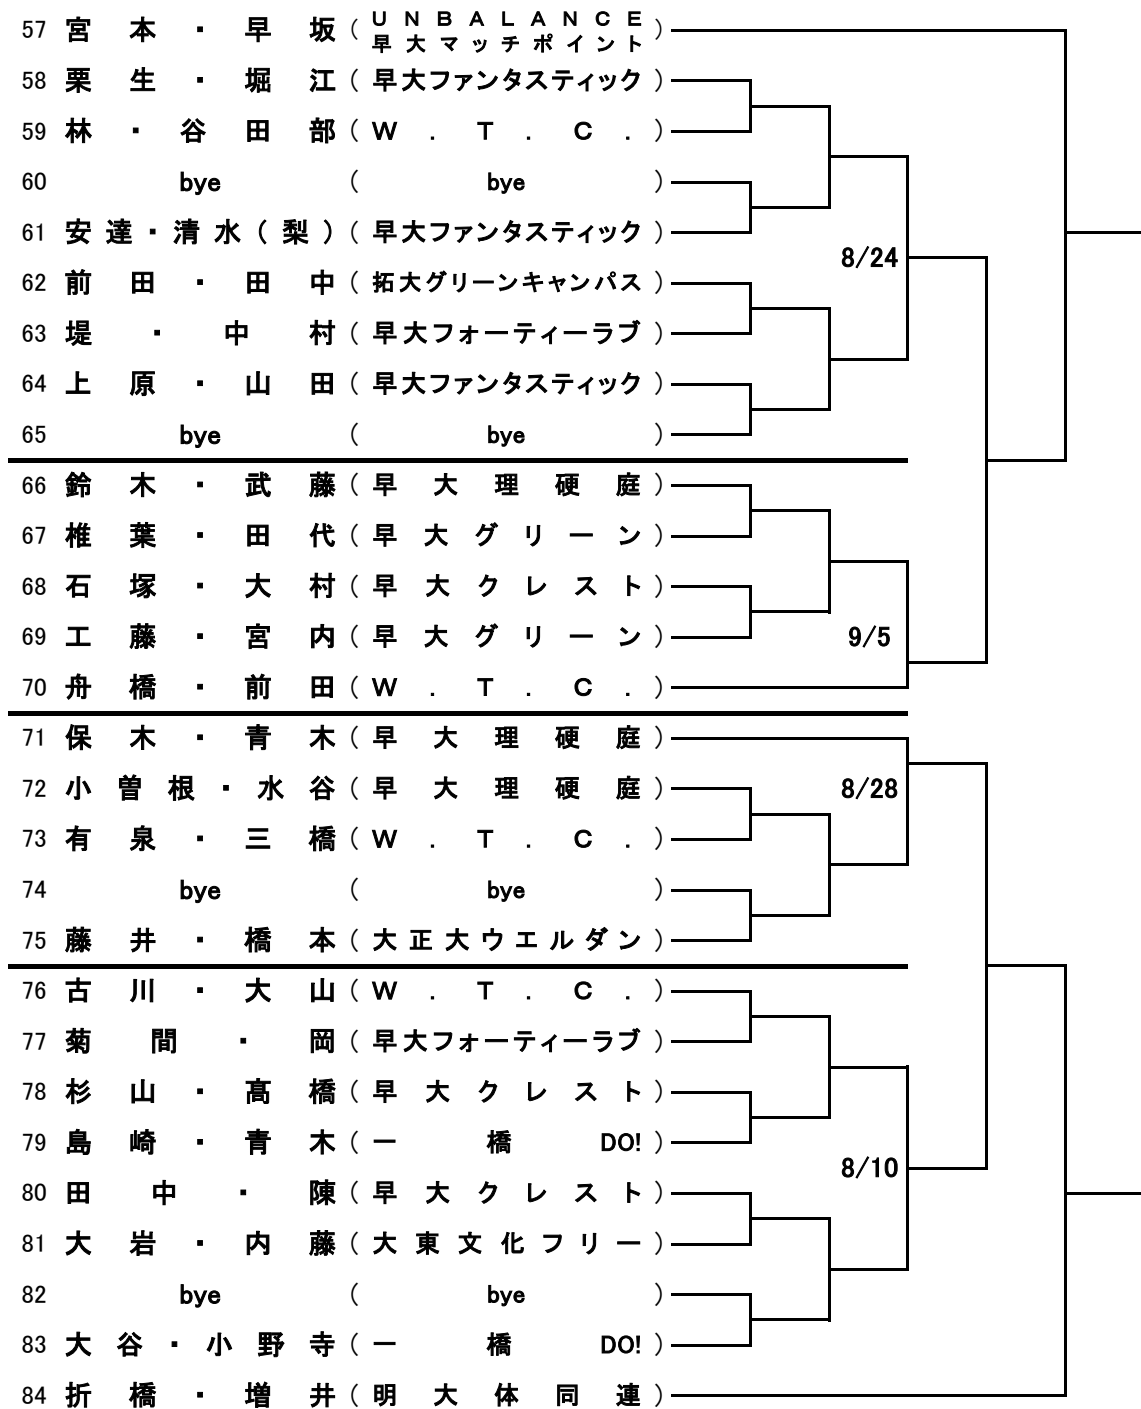 57 宮本・早坂 (UNBALANCE 早大マッチポイント)
58 栗生・堀江 (早大ファンタスティック)
59 林・谷田部 (W.T.C.)
60 bye (bye)
61 安達・清水(梨) (早大ファンタスティック)
8/24
62 前田・田中 (拓大グリーンキャンパス)
63 堤・中村 (早大フォーティーラブ)
64 上原・山田 (早大ファンタスティック)
65 bye (bye)
66 鈴木・武藤 (早大理硬庭)
67 椎葉・田代 (早大グリーン)
68 石塚・大村 (早大クレスト)
69 工藤・宮内 (早大グリーン)
9/5
70 舟橋・前田 (W.T.C.)
71 保木・青木 (早大理硬庭)
72 小曽根・水谷 (早大理硬庭)
8/28
73 有泉・三橋 (W.T.C.)
74 bye (bye)
75 藤井・橋本 (大正大ウエルダン)
76 古川・大山 (W.T.C.)
77 菊間・岡 (早大フォーティーラブ)
78 杉山・髙橋 (早大クレスト)
79 島崎・青木 (一橋DO!)
8/10
80 田中・陳 (早大クレスト)
81 大岩・内藤 (大東文化フリー)
82 bye (bye)
83 大谷・小野寺 (一橋DO!)
84 折橋・増井 (明大体同連)